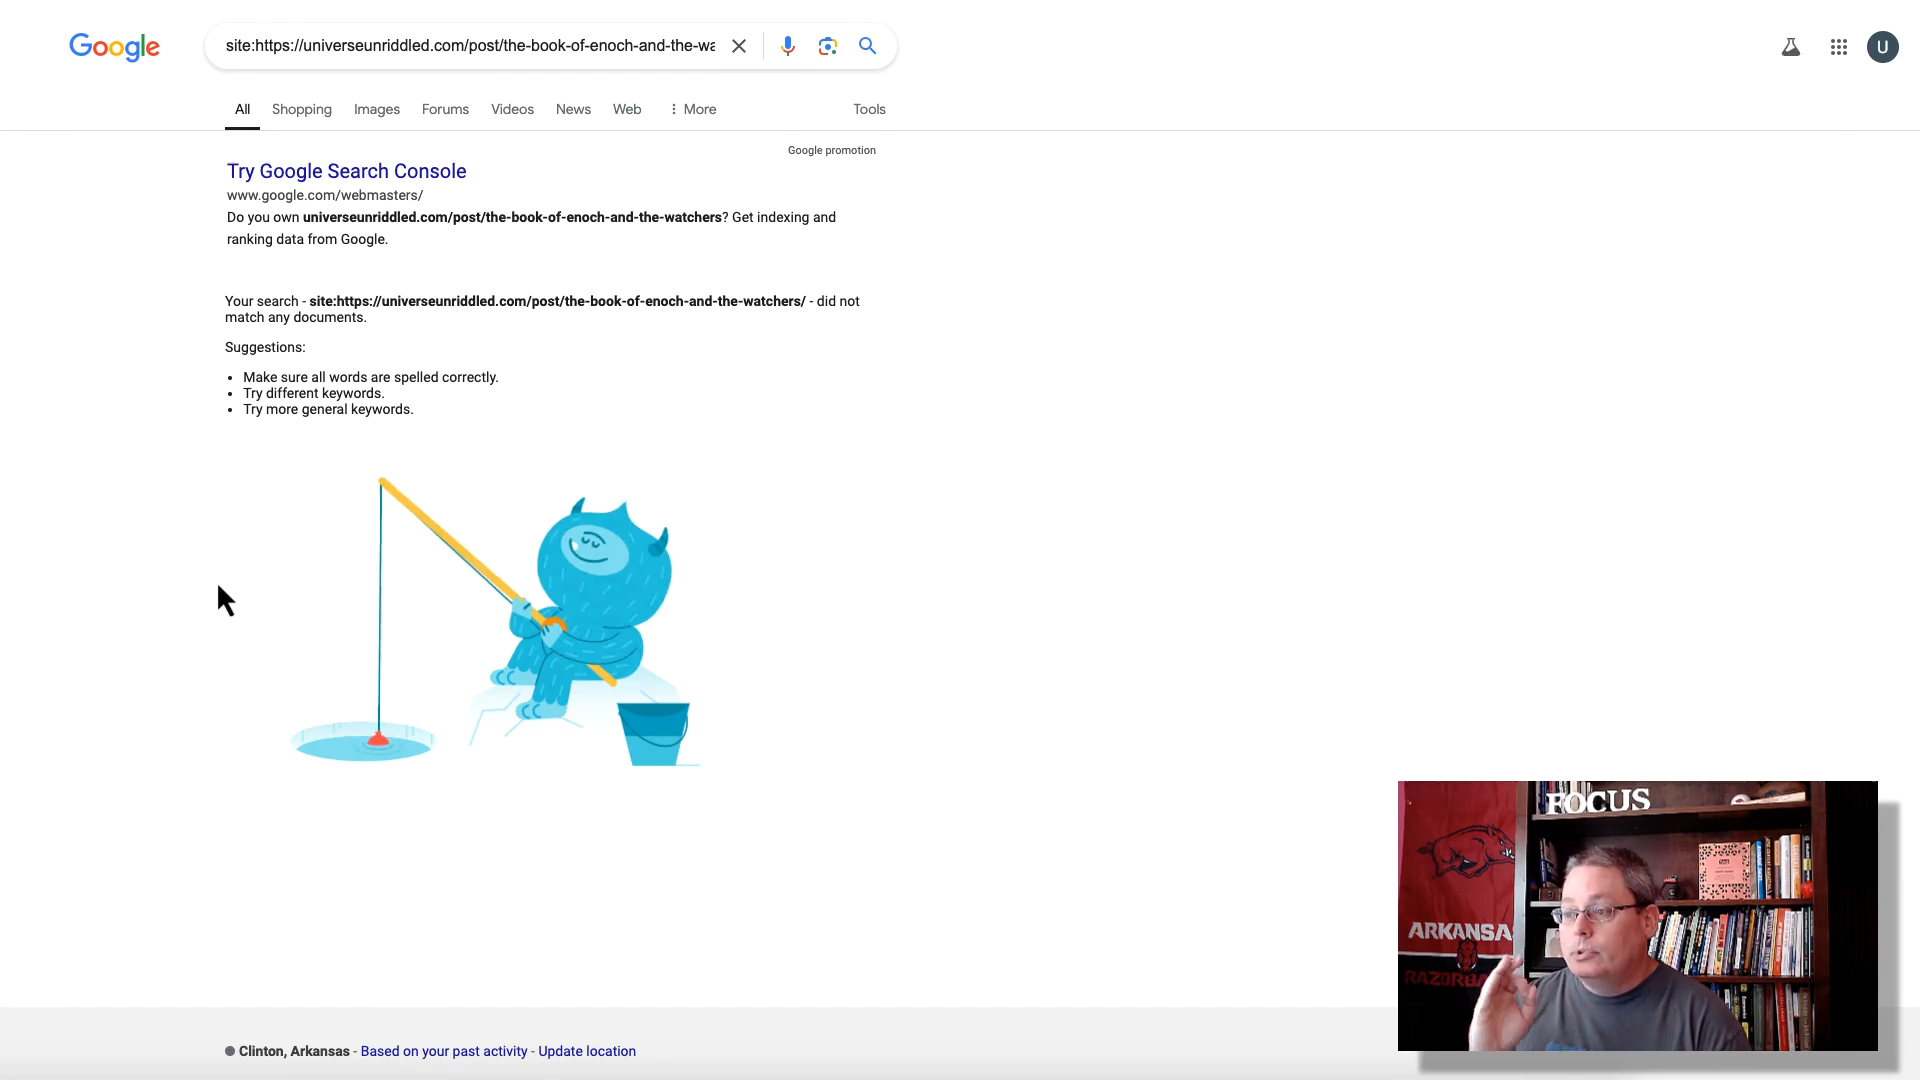 Google
site:https://universeunriddled.com/post/the-book-of-enoch-and-the-wa
U
All
Shopping
Images
Forums
Videos
News
Web
More
Tools
Google promotion
Try Google Search Console
www.google.com/webmasters/
Do you own universeunriddled.com/post/the-book-of-enoch-and-the-watchers? Get indexing and
ranking data from Google.
Your search - site:https://universeunriddled.com/post/the-book-of-enoch-and-the-watchers/ - did not
match any documents.
Suggestions:
• Make sure all words are spelled correctly.
• Try different keywords.
• Try more general keywords.
FOCUS
ARKANSA
RAZORBA
Clinton, Arkansas - Based on your past activity - Update location